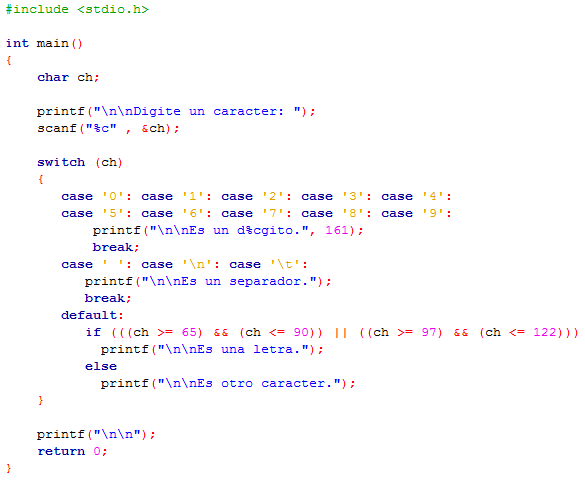 #include <stdio.h>
int main()
{
char ch;
printf("\n\nDigite un caracter: ");
scanf("%c" , &ch);
switch (ch)
{
case '0': case '1': case '2': case '3': case '4':
case '5': case '6': case '7': case '8': case '9':
printf("\n\nEs un d%cgito.", 161);
break;
case ' ': case '\n': case '\t':
printf("\n\nEs un separador.");
break;
default:
if (((ch >= 65) && (ch <= 90)) || ((ch >= 97) && (ch <= 122)))
printf("\n\nEs una letra.");
else
printf("\n\nEs otro caracter.");
}
printf("\n\n");
return 0;
}